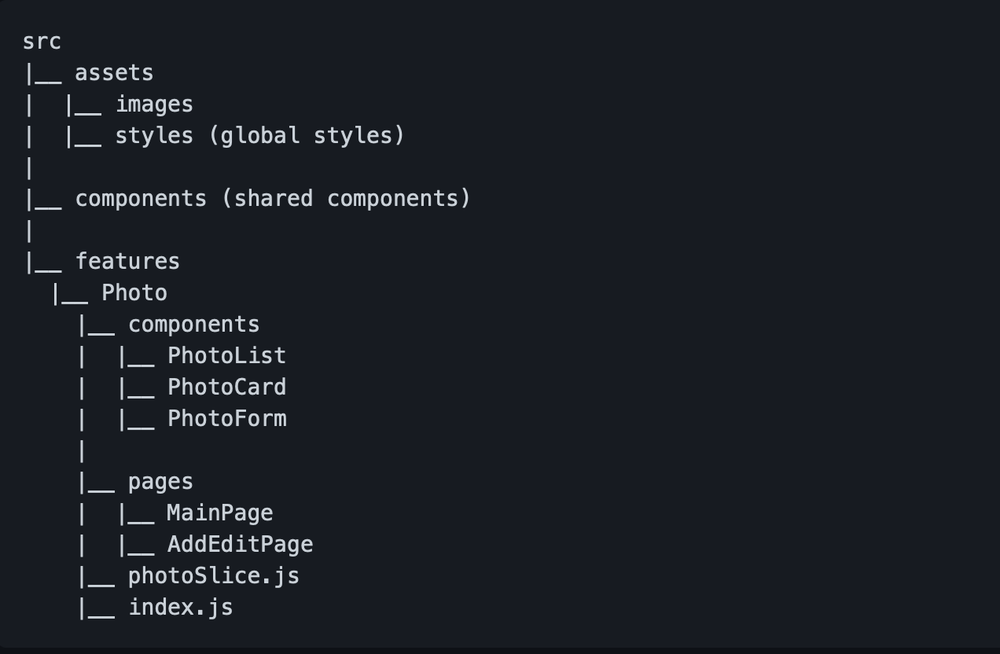 src
|__ assets
|  |__ images
|  |__ styles (global styles)
|
|__ components (shared components)
|
|__ features
  |__ Photo
    |__ components
    |  |__ PhotoList
    |  |__ PhotoCard
    |  |__ PhotoForm
    |
    |__ pages
    |  |__ MainPage
    |  |__ AddEditPage
    |__ photoSlice.js
    |__ index.js